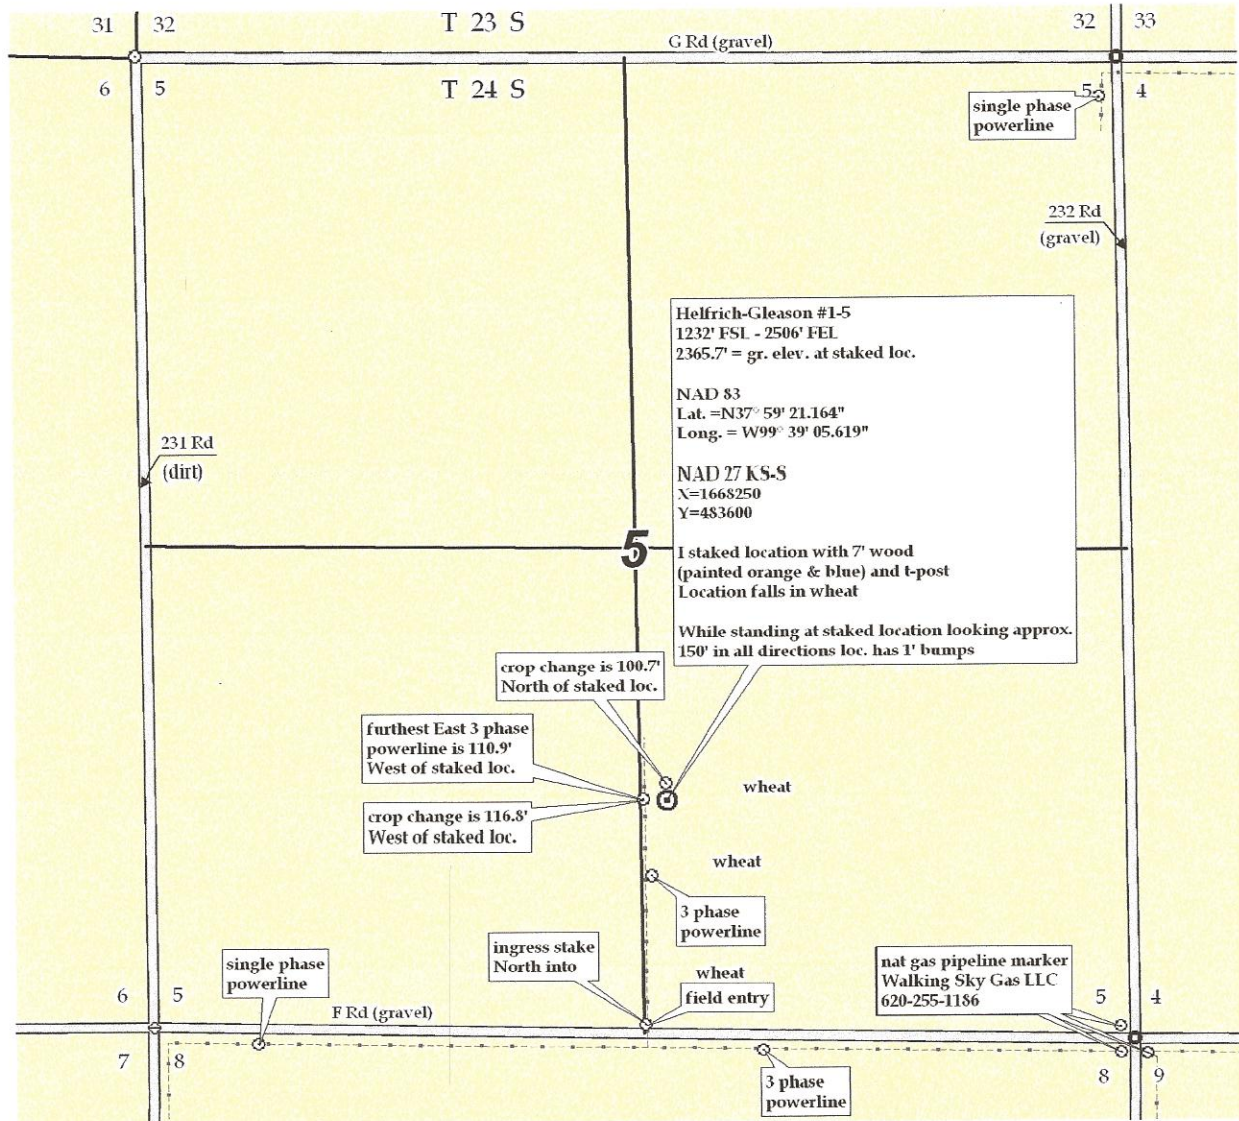 31 32
T 23 S
32 33
G Rd (gravel)
6 5
T 24 S
5 4
single phase
powerline
232 Rd
(gravel)
Helfrich-Gleason #1-5
1232' FSL - 2506' FEL
2365.7' = gr. elev. at staked loc.
NAD 83
Lat. =N37° 59' 21.164"
Long. = W99° 39' 05.619"
NAD 27 KS-S
X=1668250
Y=483600
I staked location with 7' wood
(painted orange & blue) and t-post
Location falls in wheat
While standing at staked location looking approx.
150' in all directions loc. has 1' bumps
231 Rd
(dirt)
5
crop change is 100.7'
North of staked loc.
furthest East 3 phase
powerline is 110.9'
West of staked loc.
wheat
crop change is 116.8'
West of staked loc.
wheat
3 phase
powerline
ingress stake
North into
wheat
field entry
single phase
powerline
nat gas pipeline marker
Walking Sky Gas LLC
620-255-1186
6 5
F Rd (gravel)
5 4
7 8
8 9
3 phase
powerline